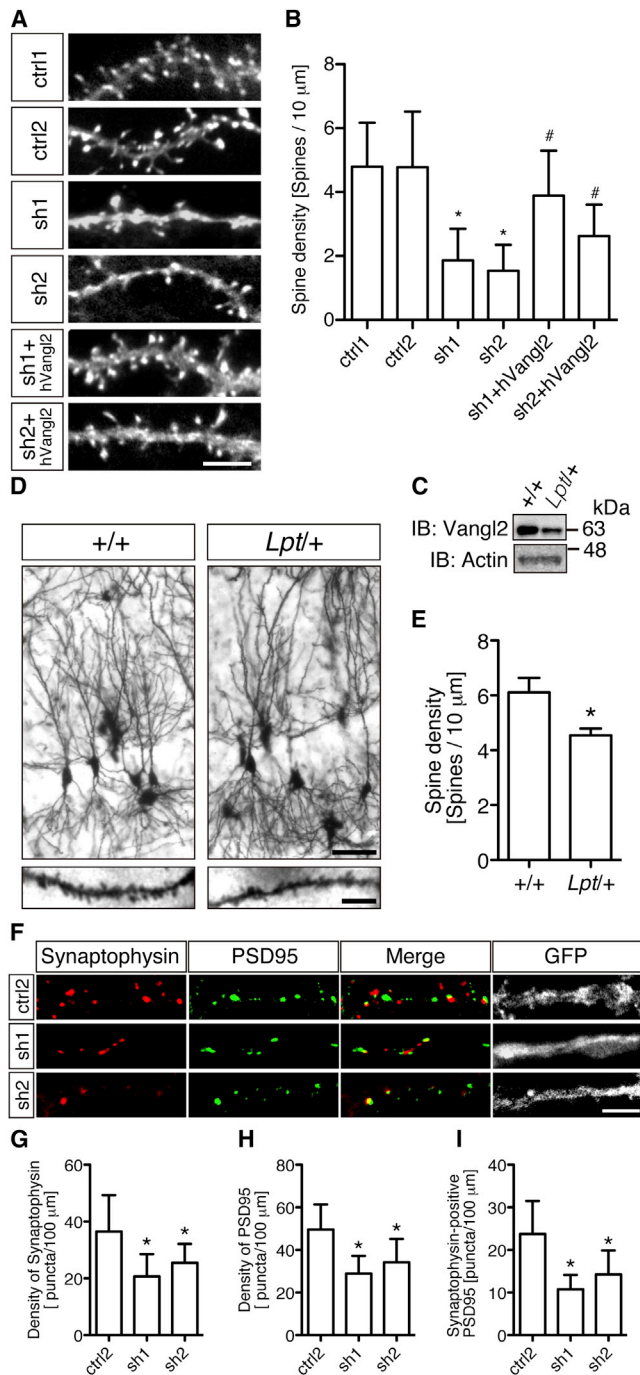 A
ctrl1
ctrl2
sh1
sh2
sh1+
hVangl2
sh2+
hVangl2
B
Spine density [Spines / 10 μm]
8
6
4
2
0
* * # #
ctrl1 ctrl2 sh1 sh2 sh1+hVangl2 sh2+hVangl2
C
+/+ Lpt/+
kDa
IB: Vangl2 63
48
IB: Actin
D
+/+ Lpt/+
E
Spine density
[Spines / 10 μm]
8
6
4
2
0
*
+/+ Lpt/+
F
Synaptophysin PSD95 Merge GFP
ctrl2
sh1
sh2
G
Density of Synaptophysin
[ puncta/100 μm]
60
40
20
0
* *
ctrl2 sh1 sh2
H
Density of PSD95
[ puncta/100 μm]
80
60
40
20
0
* *
ctrl2 sh1 sh2
I
Synaptophysin-positive
PSD95 [puncta/100 μm]
40
30
20
10
0
* *
ctrl2 sh1 sh2